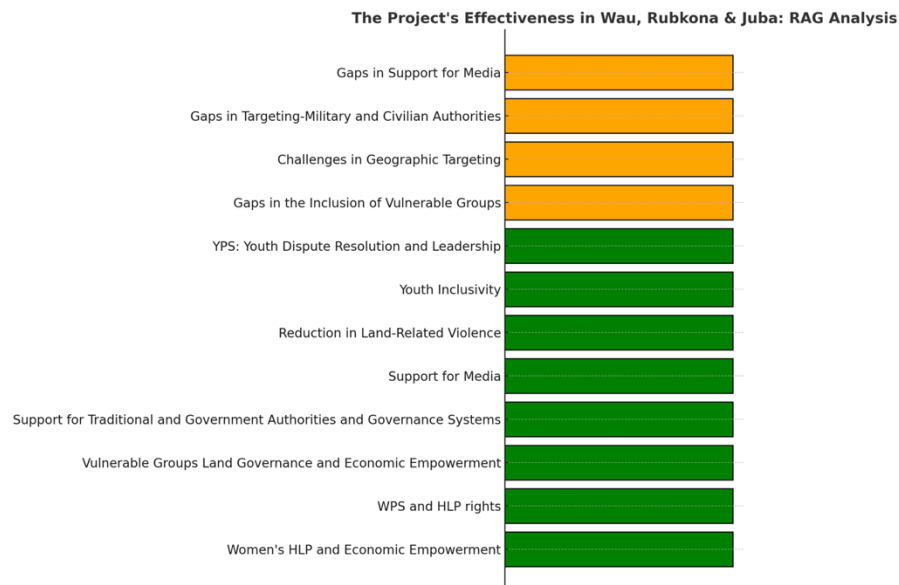 The Project's Effectiveness in Wau, Rubkona & Juba: RAG Analysis
Gaps in Support for Media
Gaps in Targeting-Military and Civilian Authorities
Challenges in Geographic Targeting
Gaps in the Inclusion of Vulnerable Groups
YPS: Youth Dispute Resolution and Leadership
Youth Inclusivity
Reduction in Land-Related Violence
Support for Media
Support for Traditional and Government Authorities and Governance Systems
Vulnerable Groups Land Governance and Economic Empowerment
WPS and HLP rights
Women's HLP and Economic Empowerment